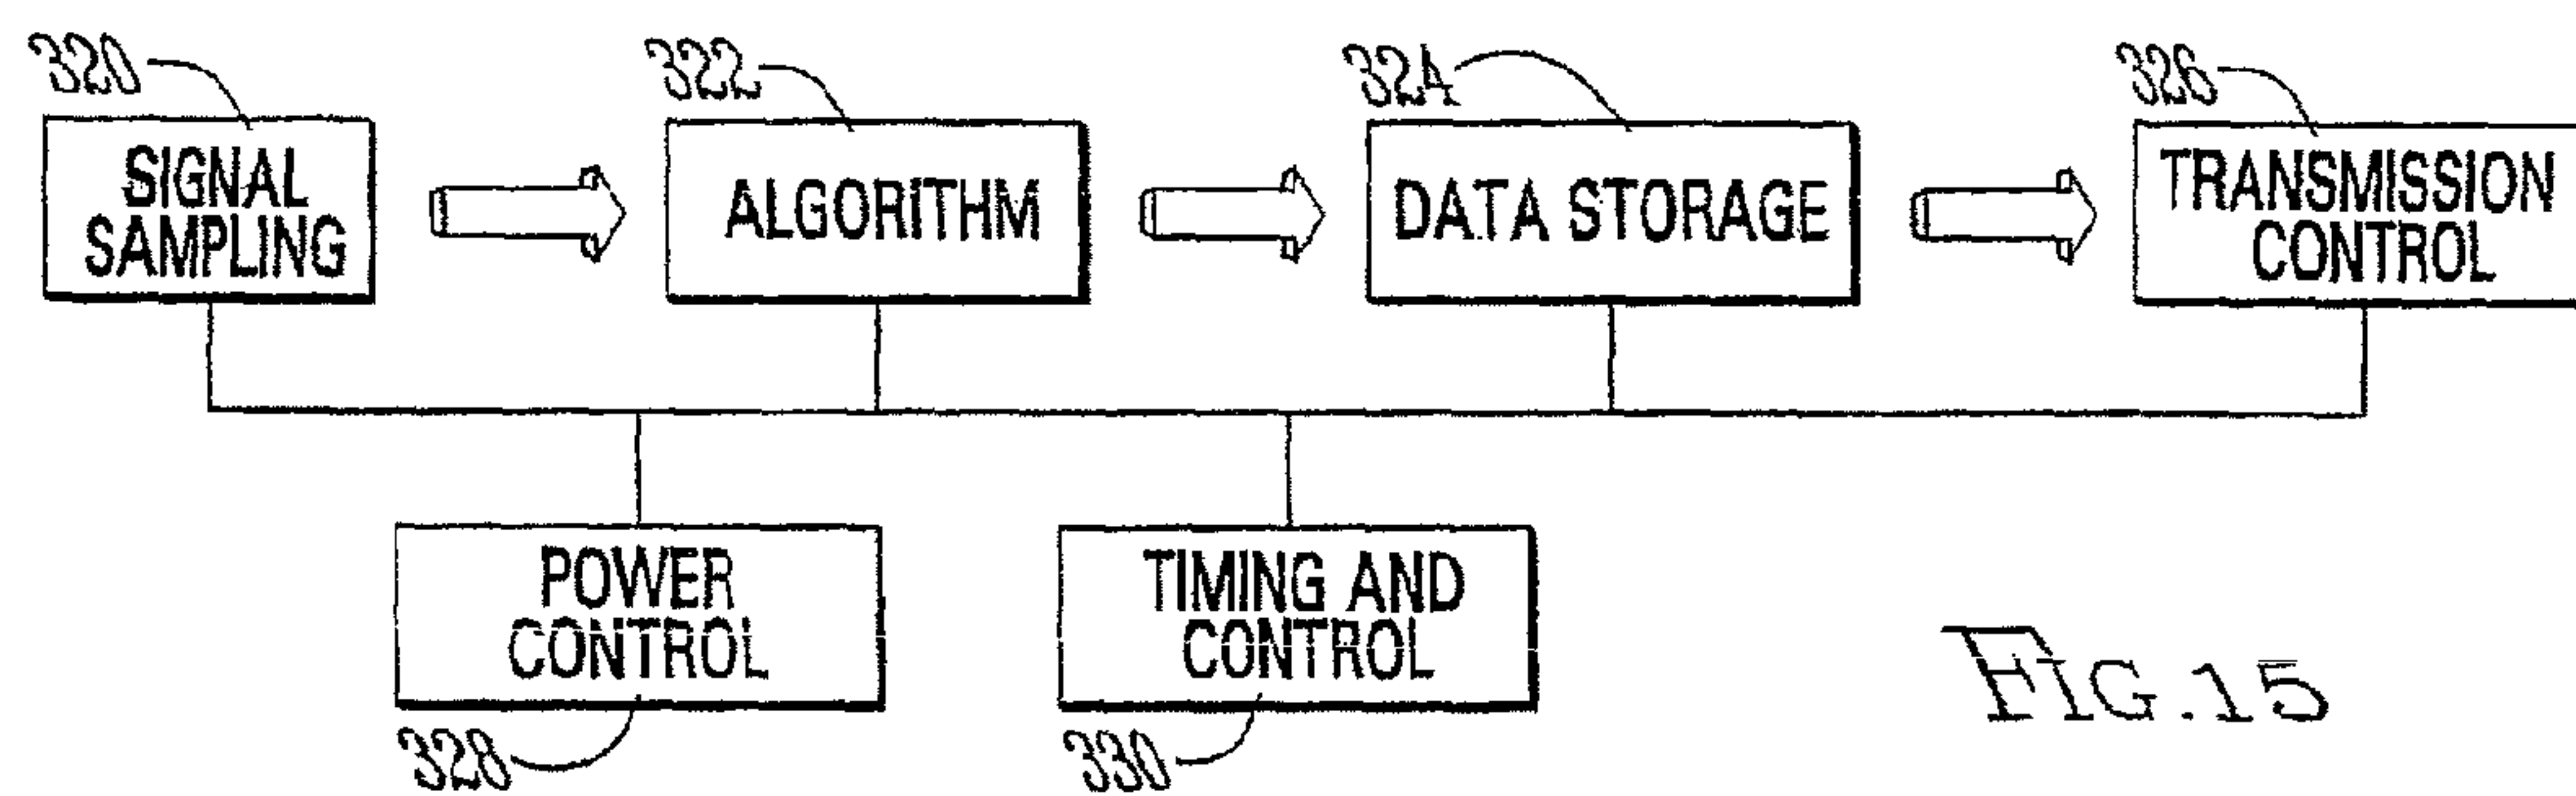 320
322
324
326
SIGNAL
SAMPLING
ALGORITHM
DATA STORAGE
TRANSMISSION
CONTROL
POWER
CONTROL
TIMING AND
CONTROL
328
330
FIG.15